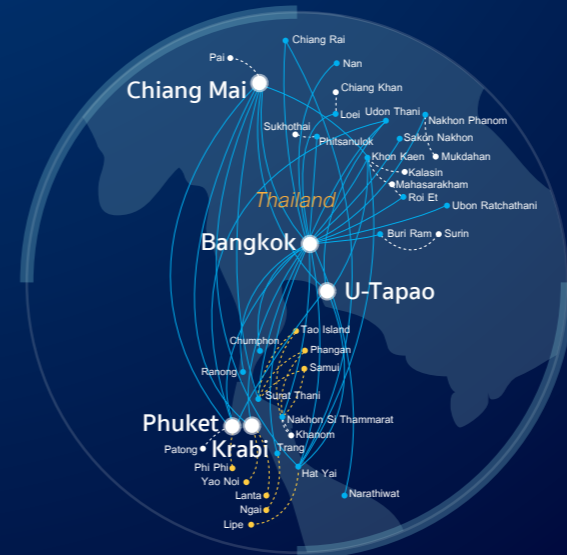 Chiang Rai
Pai
Nan
Chiang Mai
Chiang Khan
Loei
Udon Thani
Nakhon Phanom
Sukhothai
Phitsanulok
Sakon Nakhon
Khon Kaen
Mukdahan
Kalasin
Mahasarakham
Thailand
Roi Et
Ubon Ratchathani
Bangkok
Buri Ram
Surin
U-Tapao
Tao Island
Chumphon
Phangan
Samui
Ranong
Surat Thani
Phuket
Nakhon Si Thammarat
Khanom
Krabi
Trang
Patong
Phi Phi
Hat Yai
Yao Noi
Lanta
Narathiwat
Ngai
Lipe